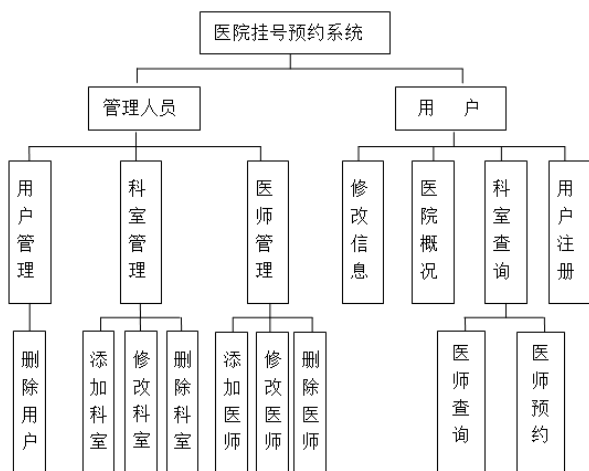 医院挂号预约系统
管理人员
用 户
用户管理
科室管理
医师管理
修改信息
医院概况
科室查询
用户注册
删除用户
添加科室
修改科室
删除科室
添加医师
修改医师
删除医师
医师查询
医师预约